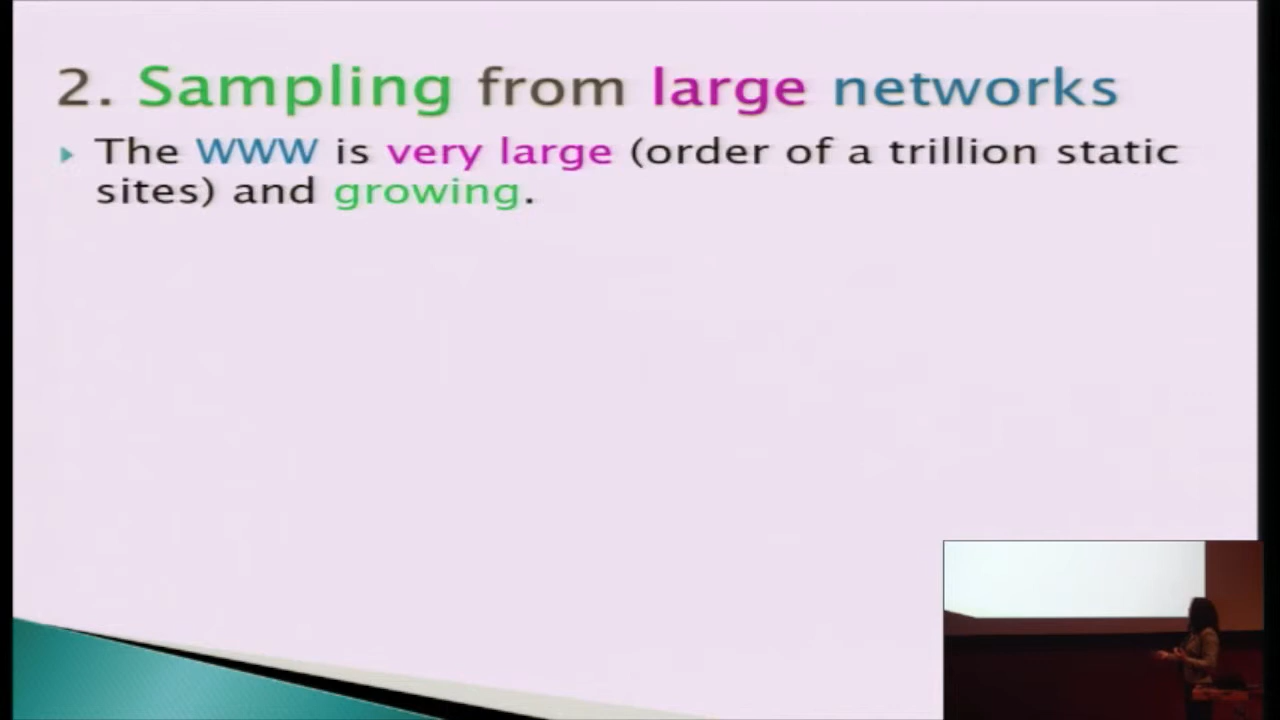 2. Sampling from large networks
The WWW is very large (order of a trillion static
sites) and growing.